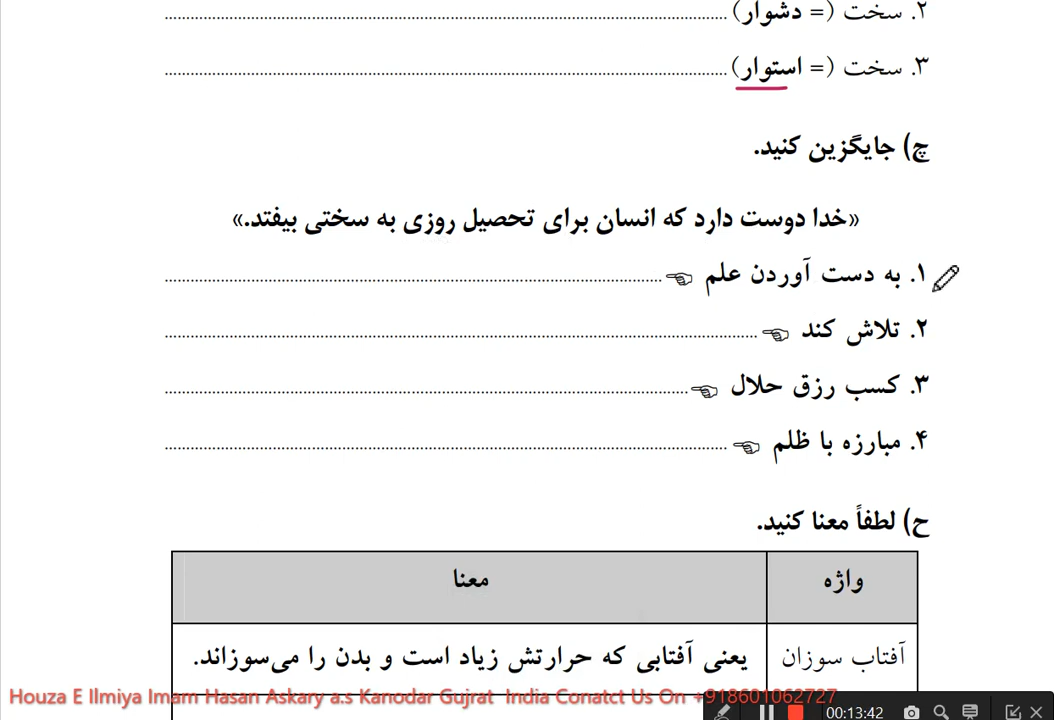 ۲. سخت (= دشوار) ........................................
۳. سخت (= استوار) ........................................
چ) جایگزین کنید.
«خدا دوست دارد که انسان برای تحصیل روزی به سختی بیفتد.»
۱. به دست آوردن علم ☜ ........................................
۲. تلاش کند ☜ ........................................
۳. کسب رزق حلال ☜ ........................................
۴. مبارزه با ظلم ☜ ........................................
ح) لطفاً معنا کنید.
واژه معنا
آفتاب سوزان یعنی آفتابی که حرارتش زیاد است و بدن را می‌سوزاند.
Houza E Ilmiya Imam Hasan Askary a.s Kanodar Gujrat India Conatct Us On +918601062727
00:13:42